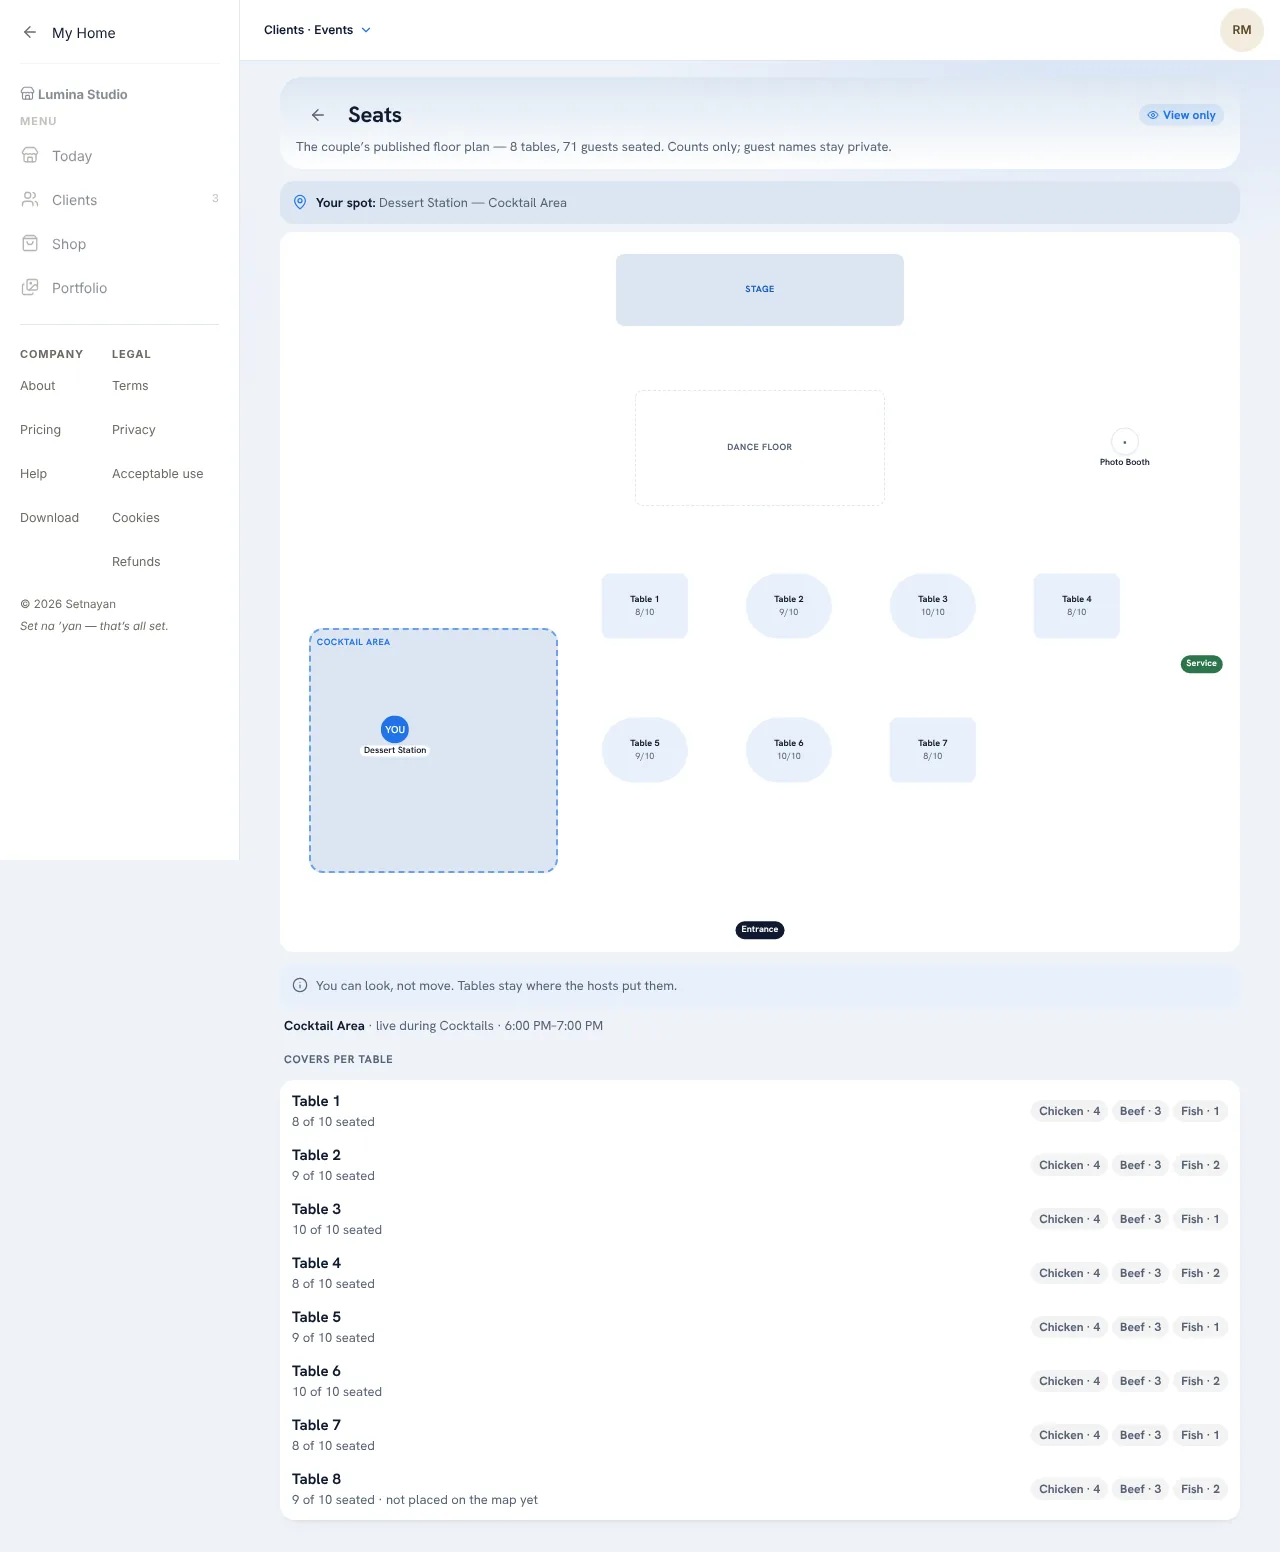 My Home
Lumina Studio
MENU
Today
Clients 3
Shop
Portfolio
COMPANY LEGAL
About Terms
Pricing Privacy
Help Acceptable use
Download Cookies
Refunds
© 2026 Setnayan
Set na 'yan — that's all set.
Clients · Events
RM
Seats
View only
The couple's published floor plan — 8 tables, 71 guests seated. Counts only; guest names stay private.
Your spot: Dessert Station — Cocktail Area
STAGE
DANCE FLOOR
Photo Booth
Table 1
8/10
Table 2
9/10
Table 3
10/10
Table 4
8/10
COCKTAIL AREA
Service
YOU
Dessert Station
Table 5
9/10
Table 6
10/10
Table 7
8/10
Entrance
You can look, not move. Tables stay where the hosts put them.
Cocktail Area · live during Cocktails · 6:00 PM–7:00 PM
COVERS PER TABLE
Table 1
8 of 10 seated
Chicken · 4 Beef · 3 Fish · 1
Table 2
9 of 10 seated
Chicken · 4 Beef · 3 Fish · 2
Table 3
10 of 10 seated
Chicken · 4 Beef · 3 Fish · 1
Table 4
8 of 10 seated
Chicken · 4 Beef · 3 Fish · 2
Table 5
9 of 10 seated
Chicken · 4 Beef · 3 Fish · 1
Table 6
10 of 10 seated
Chicken · 4 Beef · 3 Fish · 2
Table 7
8 of 10 seated
Chicken · 4 Beef · 3 Fish · 1
Table 8
9 of 10 seated · not placed on the map yet
Chicken · 4 Beef · 3 Fish · 2